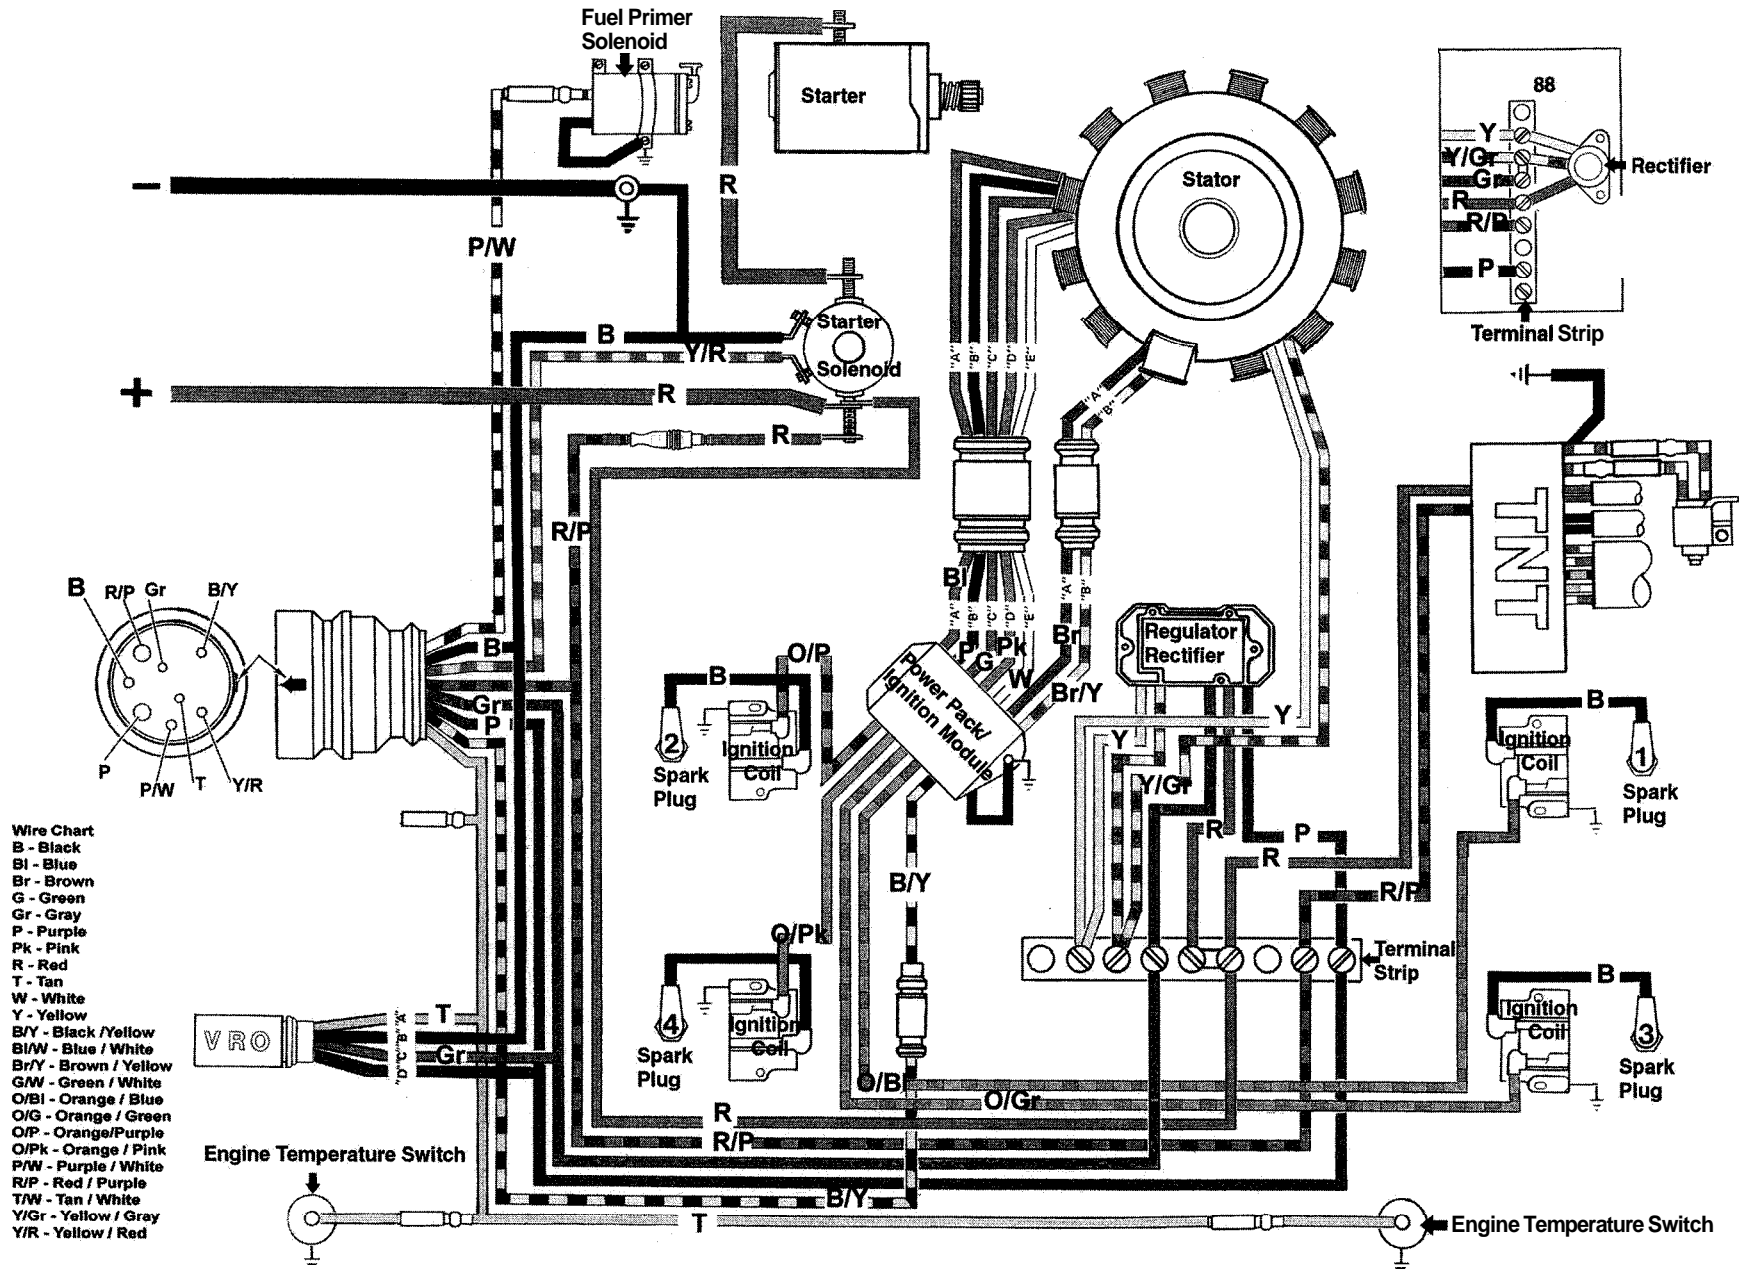 Fuel Primer
Solenoid
Starter
Stator
88
Y
Y/Gr
Gr
R
R/P
P
Rectifier
Terminal Strip
−
R
P/W
B
Starter
Y/R
Solenoid
+
R
R
R/P
"A"
"B"
"C"
"D"
"E"
"A"
"B"
TNT
B
R/P
Gr
B/Y
P
P/W
T
Y/R
B
Gr
P
Bl
"A"
"B"
"C"
"D"
"E"
"A"
"B"
P
G
Pk
W
Br
Br/Y
Power Pack/
Ignition Module
Regulator
Rectifier
O/P
B
2
Ignition
Coil
Spark
Plug
Y
Y
Y/Gr
R
P
R
R/P
B
Ignition
Coil
1
Spark
Plug
B/Y
O/Pk
4
Ignition
Coil
Spark
Plug
Terminal
Strip
B
Ignition
Coil
3
Spark
Plug
Wire Chart
B - Black
Bl - Blue
Br - Brown
G - Green
Gr - Gray
P - Purple
Pk - Pink
R - Red
T - Tan
W - White
Y - Yellow
B/Y - Black /Yellow
Bl/W - Blue / White
Br/Y - Brown / Yellow
G/W - Green / White
O/Bl - Orange / Blue
O/G - Orange / Green
O/P - Orange/Purple
O/Pk - Orange / Pink
P/W - Purple / White
R/P - Red / Purple
T/W - Tan / White
Y/Gr - Yellow / Gray
Y/R - Yellow / Red
VRO
"A"
"B"
"C"
"D"
T
Gr
O/Bl
O/Gr
R
R/P
B/Y
T
Engine Temperature Switch
Engine Temperature Switch